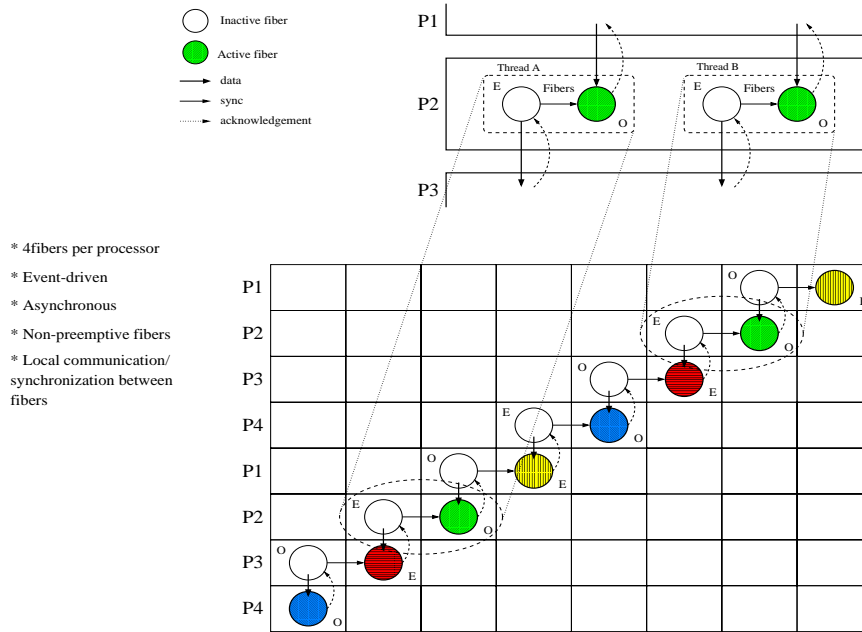 Inactive fiber
Active fiber
data
sync
acknowledgement
P1
Thread A
Thread B
E
Fibers
O
E
Fibers
O
P2
P3
* 4fibers per processor
* Event-driven
* Asynchronous
* Non-preemptive fibers
* Local communication/
synchronization between
fibers
P1
O
E
P2
E
O
P3
O
E
P4
E
O
P1
O
E
P2
E
O
P3
O
E
P4
O